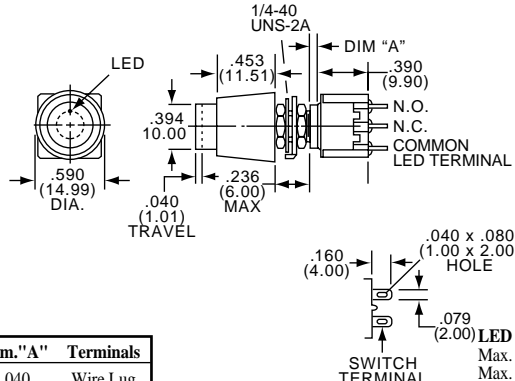 1/4-40
UNS-2A
LED
DIM “A”
.453
(11.51)
.390
(9.90)
.394
10.00
N.O.
N.C.
COMMON
LED TERMINAL
.590
(14.99)
DIA.
.236
(6.00)
MAX
.040
(1.01)
TRAVEL
.040 x .080
(1.00 x 2.00
HOLE
.160
(4.00)
.079
(2.00)
LED
Max.
Max.
SWITCH
TERMINAL
m."A" Terminals
.040 Wire Lug